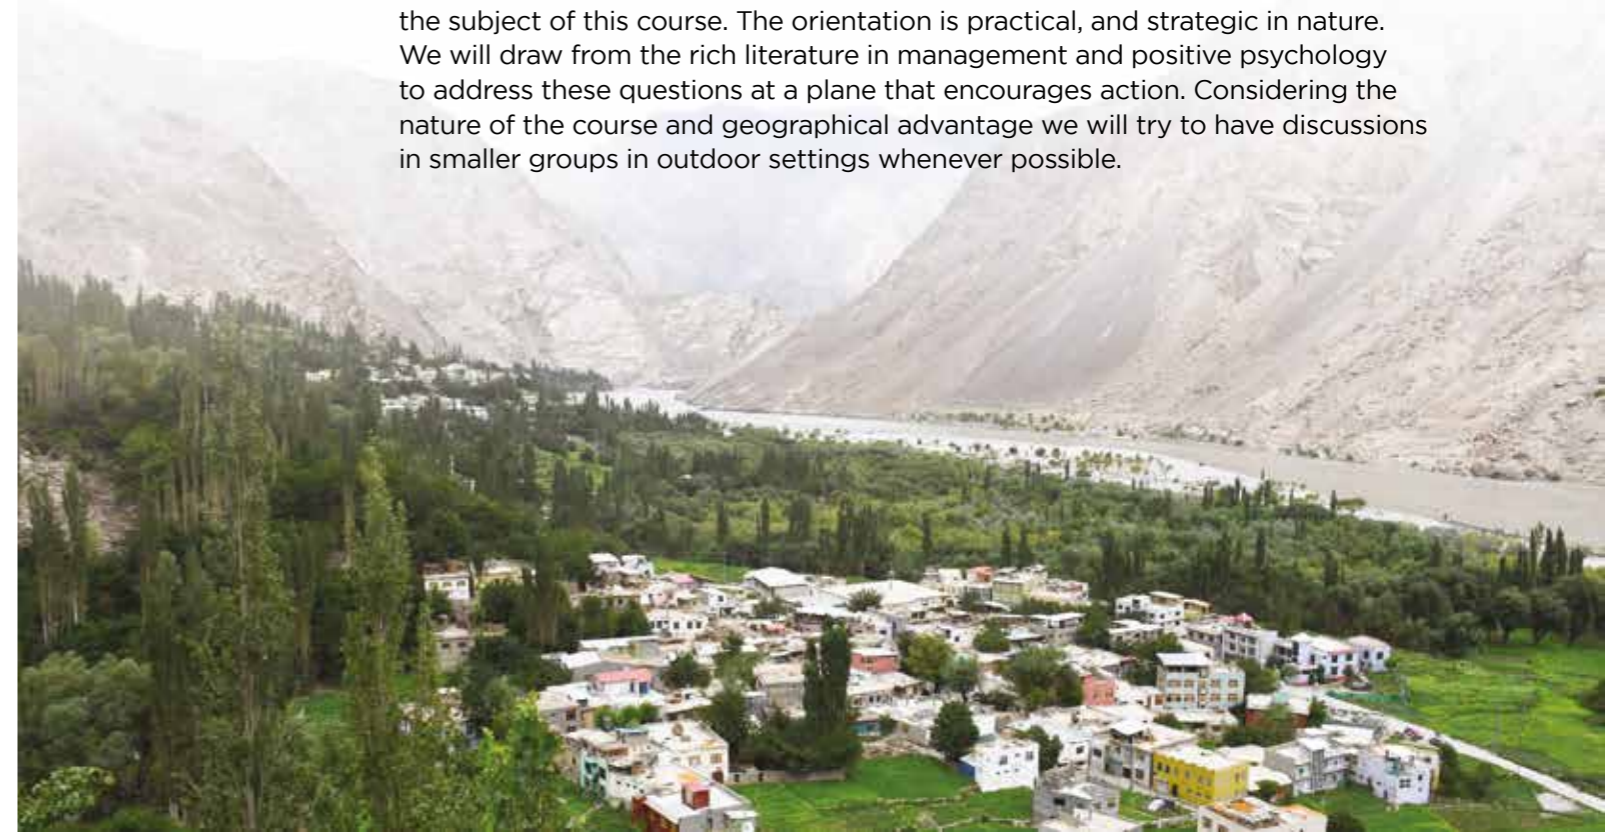 the subject of this course. The orientation is practical, and strategic in nature.
We will draw from the rich literature in management and positive psychology
to address these questions at a plane that encourages action. Considering the
nature of the course and geographical advantage we will try to have discussions
in smaller groups in outdoor settings whenever possible.